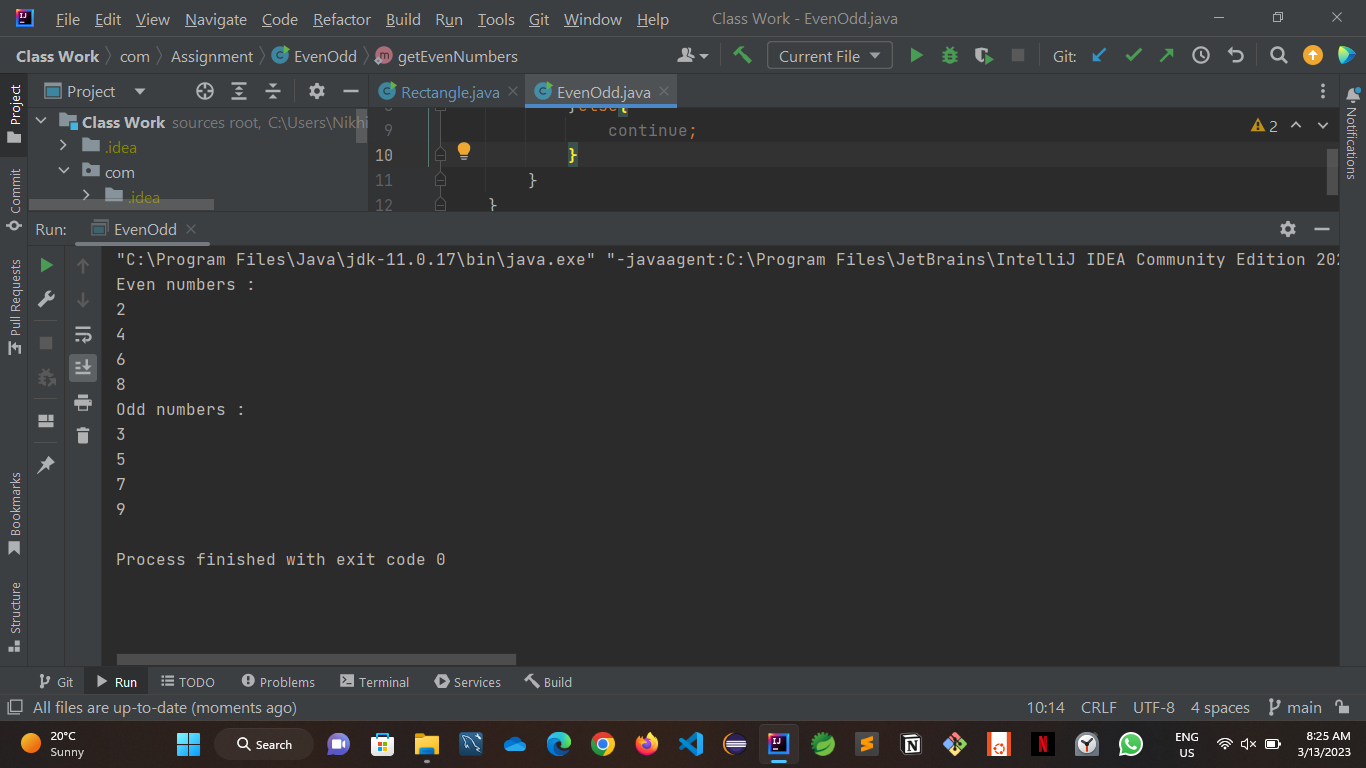 File Edit View Navigate Code Refactor Build Run Tools Git Window Help Class Work - EvenOdd.java
Class Work com Assignment EvenOdd getEvenNumbers Current File Git:
Project
Project
Rectangle.java
EvenOdd.java
Class Work sources root, C:\Users\Nikhi
.idea
com
.idea
9 continue;
10 }
11 }
12 }
2
Notifications
Commit
Pull Requests
Bookmarks
Structure
Run: EvenOdd
"C:\Program Files\Java\jdk-11.0.17\bin\java.exe" "-javaagent:C:\Program Files\JetBrains\IntelliJ IDEA Community Edition 202
Even numbers :
2
4
6
8
Odd numbers :
3
5
7
9
Process finished with exit code 0
Git Run TODO Problems Terminal Services Build
All files are up-to-date (moments ago) 10:14 CRLF UTF-8 4 spaces main
20°C
Sunny
Search
ENG
US
8:25 AM
3/13/2023